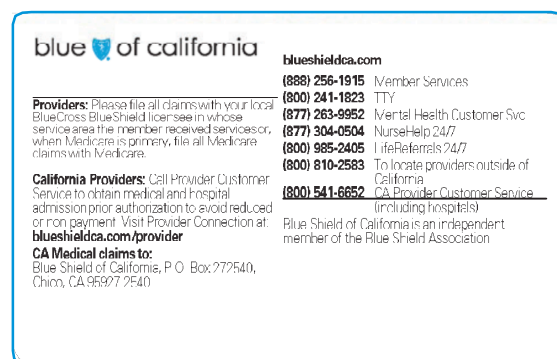 blue of california
Providers: Please file all claims with your local
BlueCross BlueShield licensee in whose
service area the member received services or,
when Medicare is primary, file all Medicare
claims with Medicare.
California Providers: Call Provider Customer
Service to obtain medical and hospital
admission prior authorization to avoid reduced
or non payment. Visit Provider Connection at:
blueshieldca.com/provider
CA Medical claims to:
Blue Shield of California, P O Box 272540,
Chico, CA 95927 2540
blueshieldca.com
(888) 256-1915 Member Services
(800) 241-1823 TTY
(877) 263-9952 Mental Health Customer Svc
(877) 304-0504 NurseHelp 24/7
(800) 985-2405 LifeReferrals 24/7
(800) 810-2583 To locate providers outside of
California
(800) 541-6652 CA Provider Customer Service
(including hospitals)
Blue Shield of California is an independent
member of the Blue Shield Association